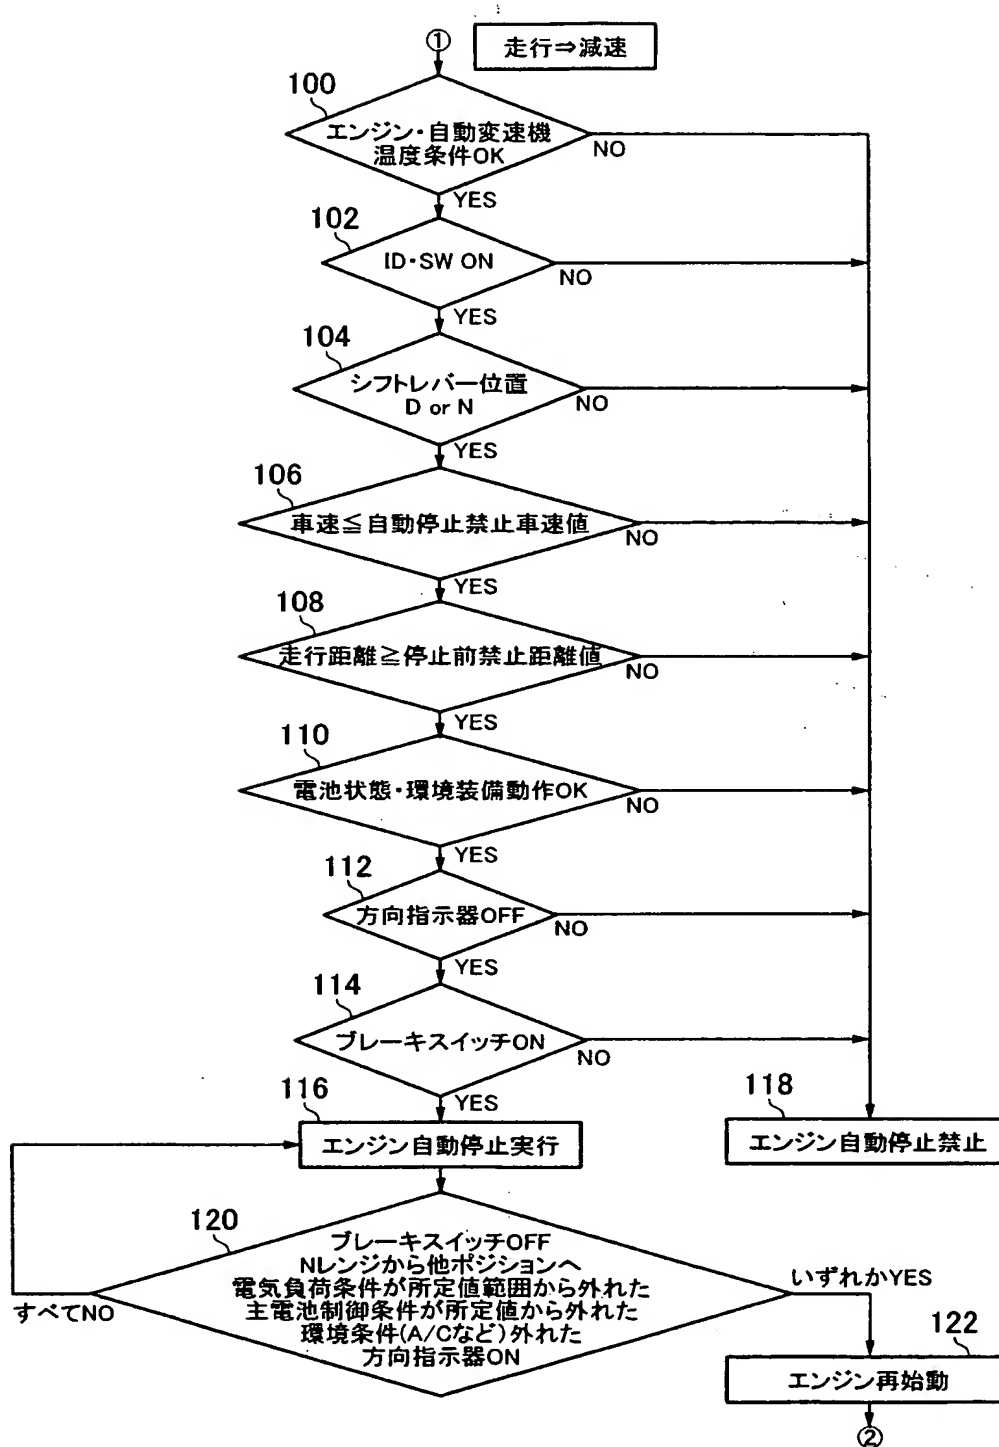 ①
走行⇒減速
100
エンジン・自動変速機
温度条件OK
NO
YES
102
ID・SW ON
NO
YES
104
シフトレバー位置
D or N
NO
YES
106
車速≦自動停止禁止車速値
NO
YES
108
走行距離≧停止前禁止距離値
NO
YES
110
電池状態・環境装備動作OK
NO
YES
112
方向指示器OFF
NO
YES
114
ブレーキスイッチON
NO
YES
116
エンジン自動停止実行
118
エンジン自動停止禁止
120
ブレーキスイッチOFF
Nレンジから他ポジションへ
電気負荷条件が所定値範囲から外れた
主電池制御条件が所定値から外れた
環境条件(A/Cなど)外れた
方向指示器ON
すべてNO
いずれかYES
122
エンジン再始動
②